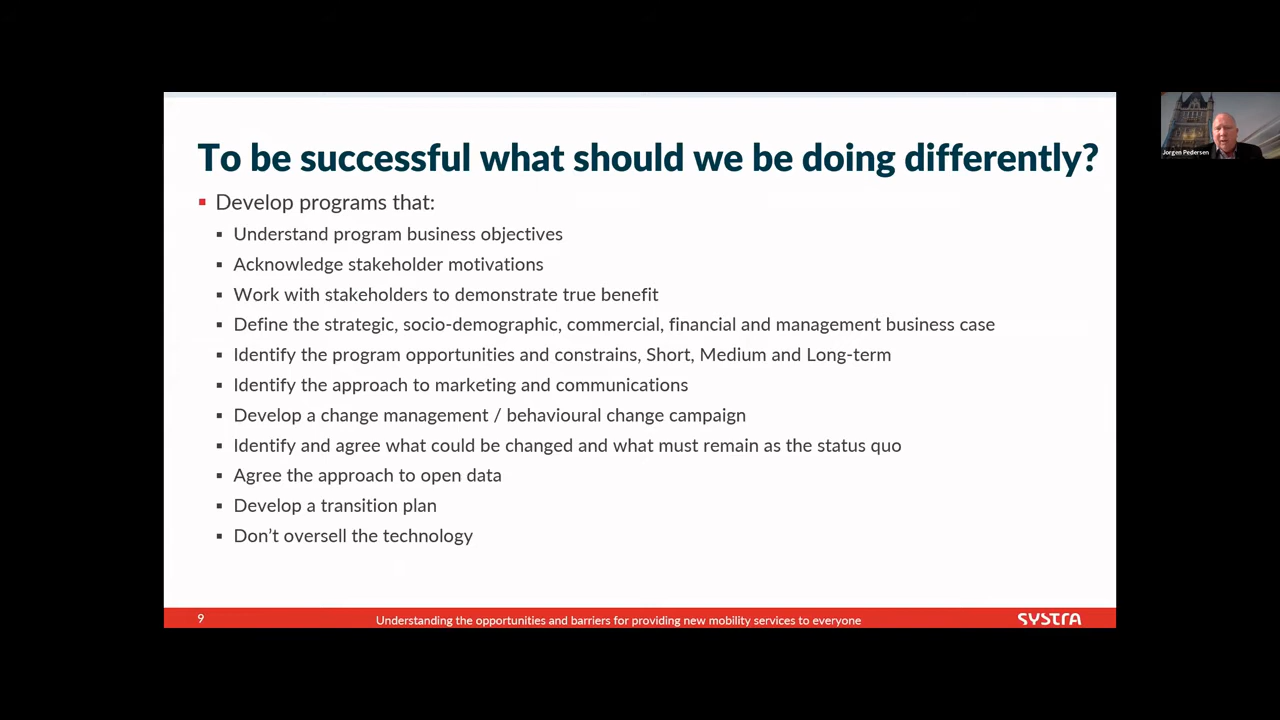 To be successful what should we be doing differently?
▪ Develop programs that:
▪ Understand program business objectives
▪ Acknowledge stakeholder motivations
▪ Work with stakeholders to demonstrate true benefit
▪ Define the strategic, socio-demographic, commercial, financial and management business case
▪ Identify the program opportunities and constrains, Short, Medium and Long-term
▪ Identify the approach to marketing and communications
▪ Develop a change management / behavioural change campaign
▪ Identify and agree what could be changed and what must remain as the status quo
▪ Agree the approach to open data
▪ Develop a transition plan
▪ Don’t oversell the technology
9
Understanding the opportunities and barriers for providing new mobility services to everyone
SYSTRA
Jorgen Pedersen